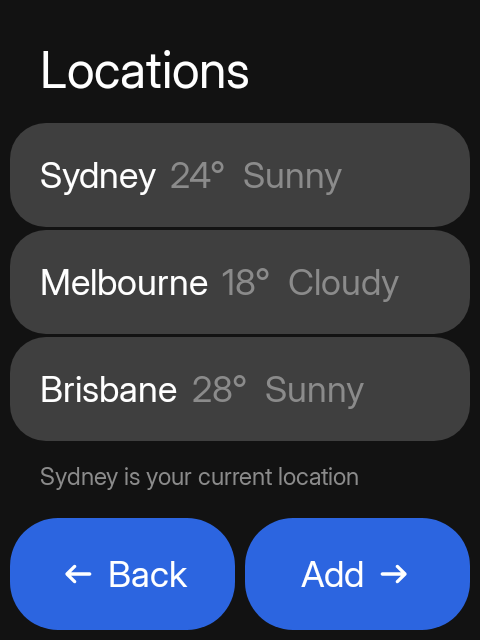 Locations
Sydney 24° Sunny
Melbourne 18° Cloudy
Brisbane 28° Sunny
Sydney is your current location
← Back
Add →